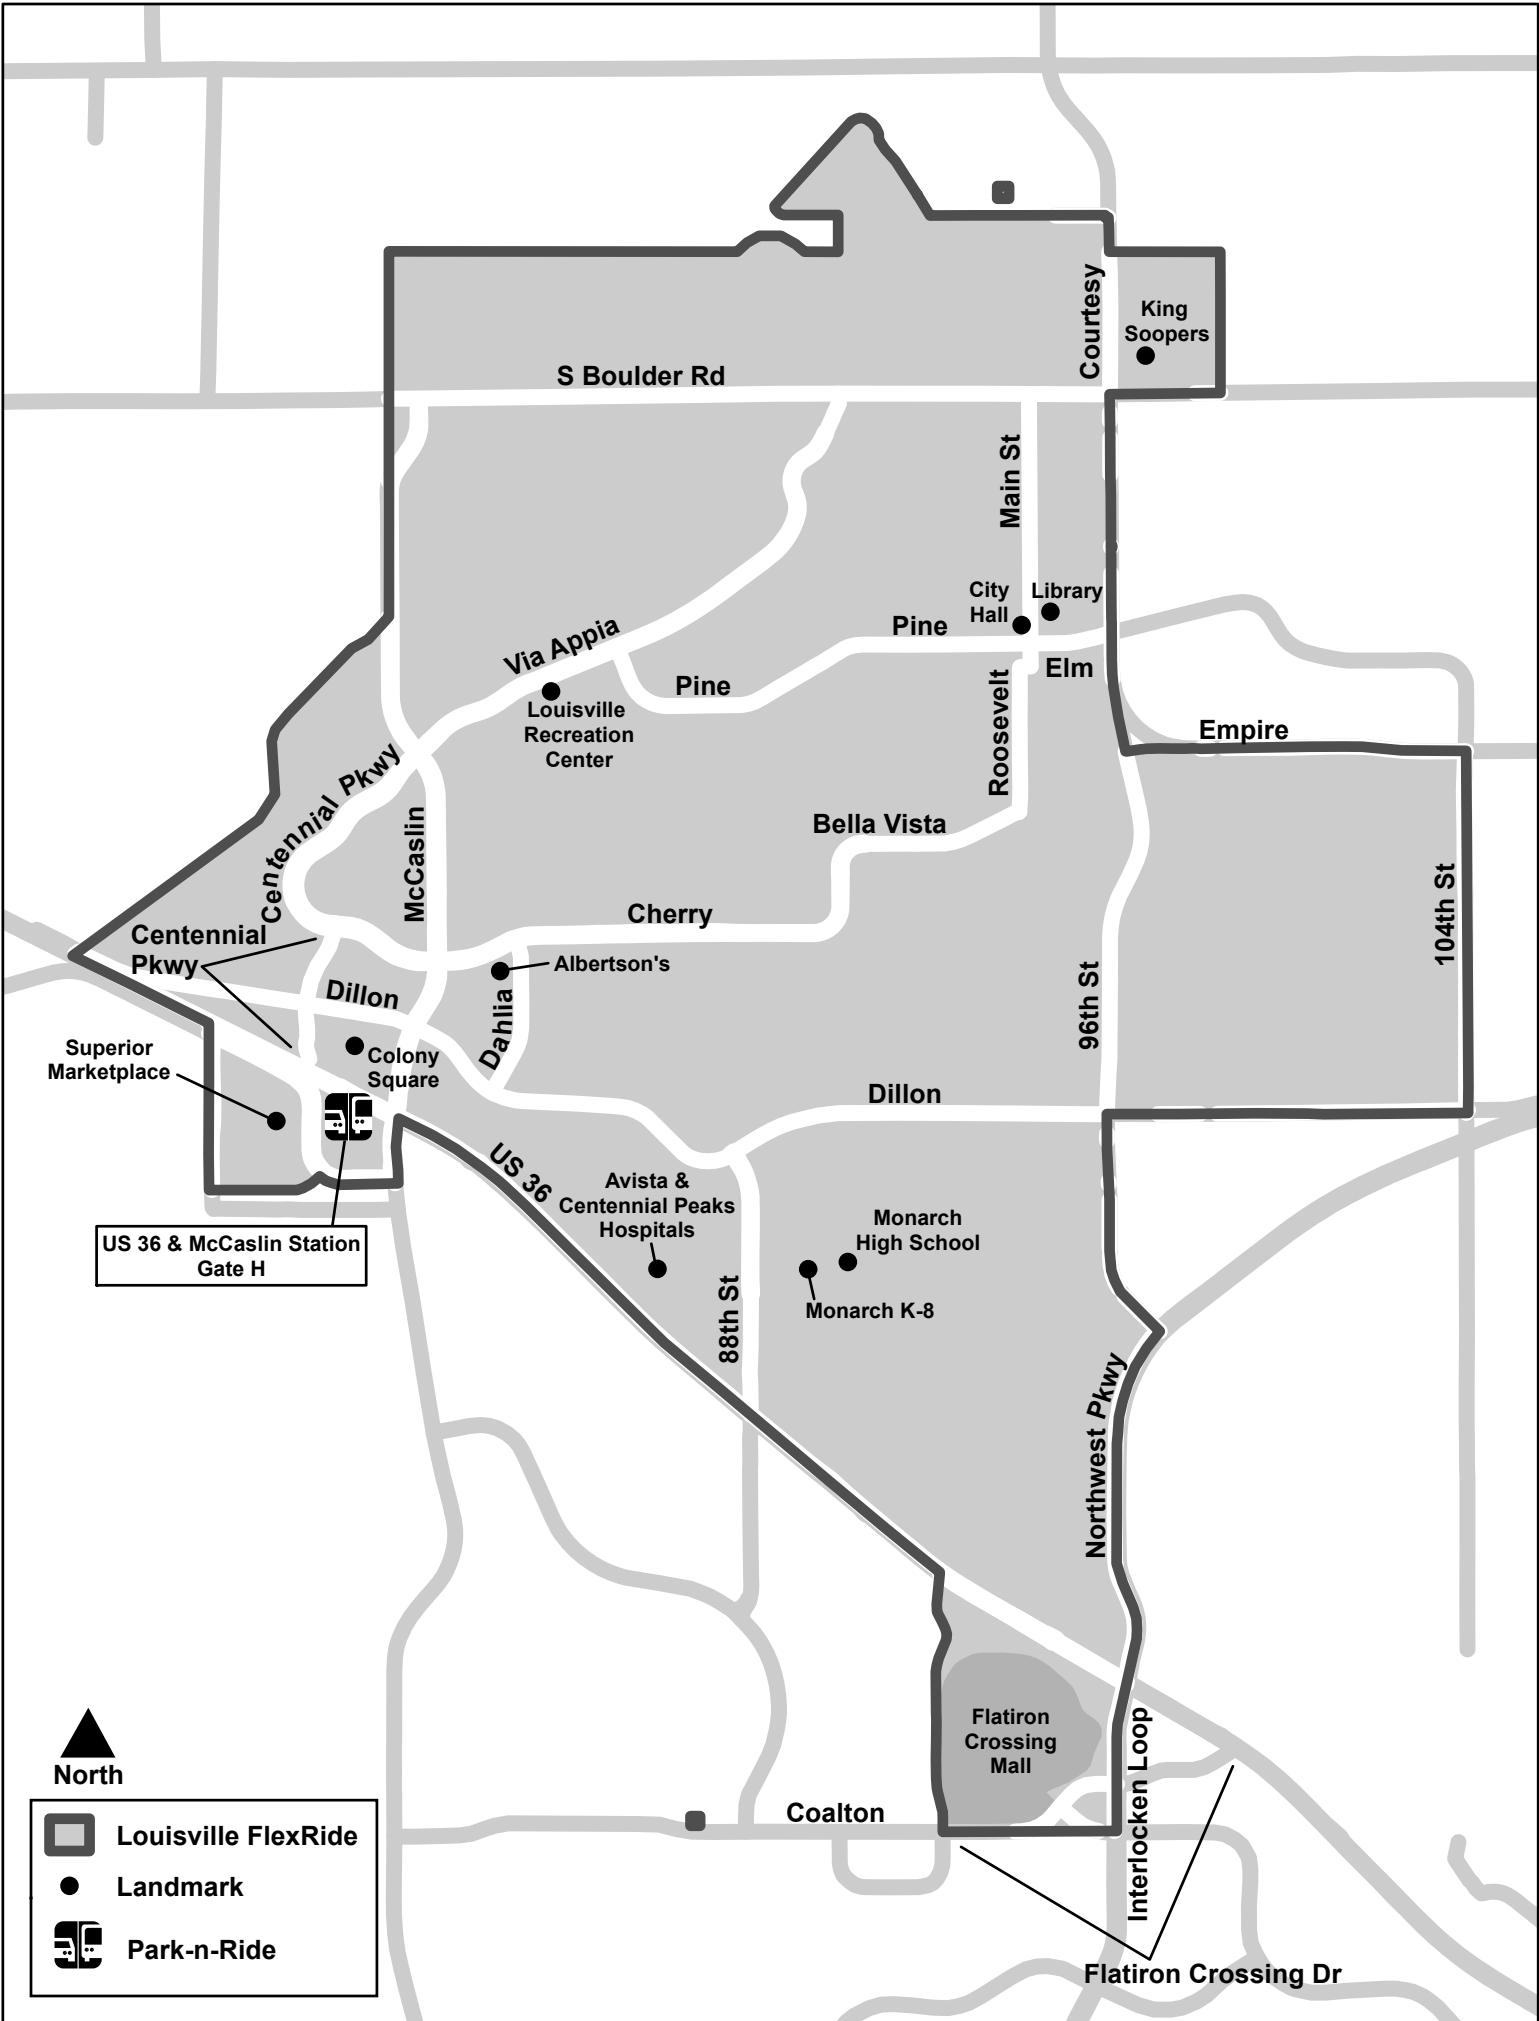 Courtesy
King
Soopers
S Boulder Rd
Main St
City
Hall
Library
Pine
Via Appia
Elm
Pine
Louisville
Recreation
Center
Roosevelt
Empire
Centennial Pkwy
McCaslin
Bella Vista
104th St
Cherry
Centennial
Pkwy
Albertson's
Dillon
Dahlia
96th St
Superior
Marketplace
Colony
Square
Dillon
US 36
Avista &
Centennial Peaks
Hospitals
Monarch
High School
US 36 & McCaslin Station
Gate H
88th St
Monarch K-8
Northwest Pkwy
Flatiron
Crossing
Mall
Interlocken Loop
North
Coalton
Louisville FlexRide
Landmark
Park-n-Ride
Flatiron Crossing Dr